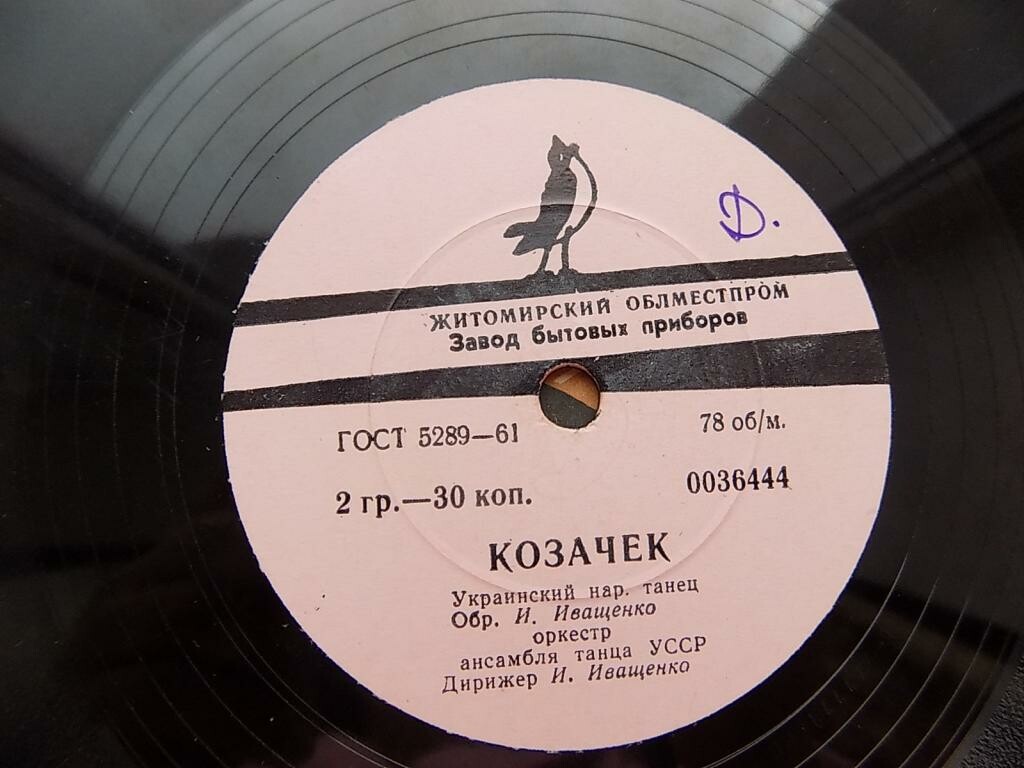 Д.
ЖИТОМИРСКИЙ ОБЛМЕСТПРОМ
Завод бытовых приборов
ГОСТ 5289—61
78 об/м.
2 гр.—30 коп.
0036444
КОЗАЧЕК
Украинский нар. танец
Обр. И. Иващенко
оркестр
ансамбля танца УССР
Дирижер И. Иващенко